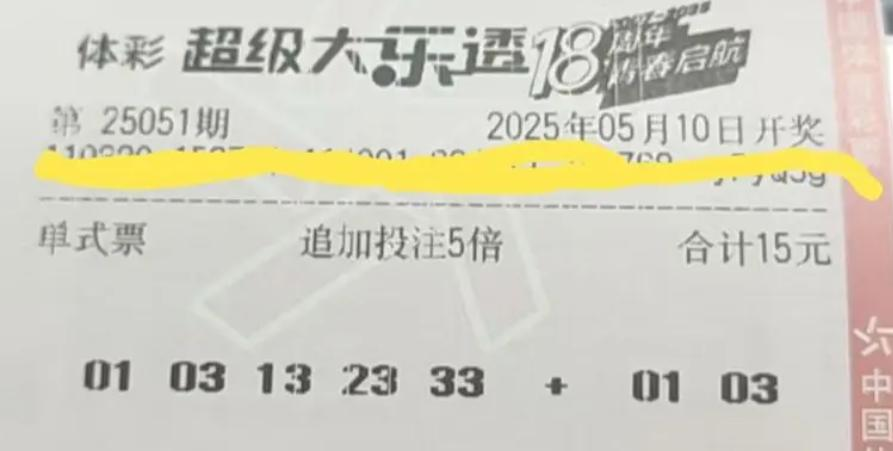 体彩 超级大乐透 18周年 青春启航
第 25051期 2025年05月10日开奖
单式票 追加投注5倍 合计15元
01 03 13 23 33 + 01 03
中国